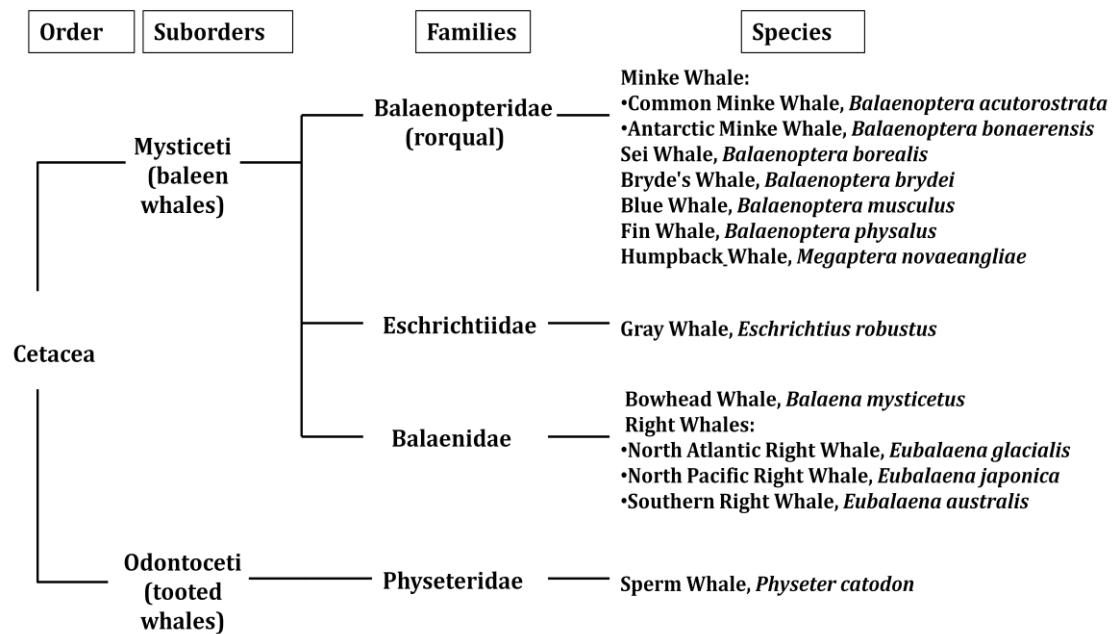 Order Suborders Families Species
Minke Whale:
•Common Minke Whale, Balaenoptera acutorostrata
•Antarctic Minke Whale, Balaenoptera bonaerensis
Sei Whale, Balaenoptera borealis
Bryde's Whale, Balaenoptera brydei
Blue Whale, Balaenoptera musculus
Fin Whale, Balaenoptera physalus
Humpback Whale, Megaptera novaeangliae
Balaenopteridae
(rorqual)
Mysticeti
(baleen
whales)
Eschrichtiidae
Gray Whale, Eschrichtius robustus
Cetacea
Bowhead Whale, Balaena mysticetus
Right Whales:
•North Atlantic Right Whale, Eubalaena glacialis
•North Pacific Right Whale, Eubalaena japonica
•Southern Right Whale, Eubalaena australis
Balaenidae
Odontoceti
(tooted
whales)
Physeteridae
Sperm Whale, Physeter catodon